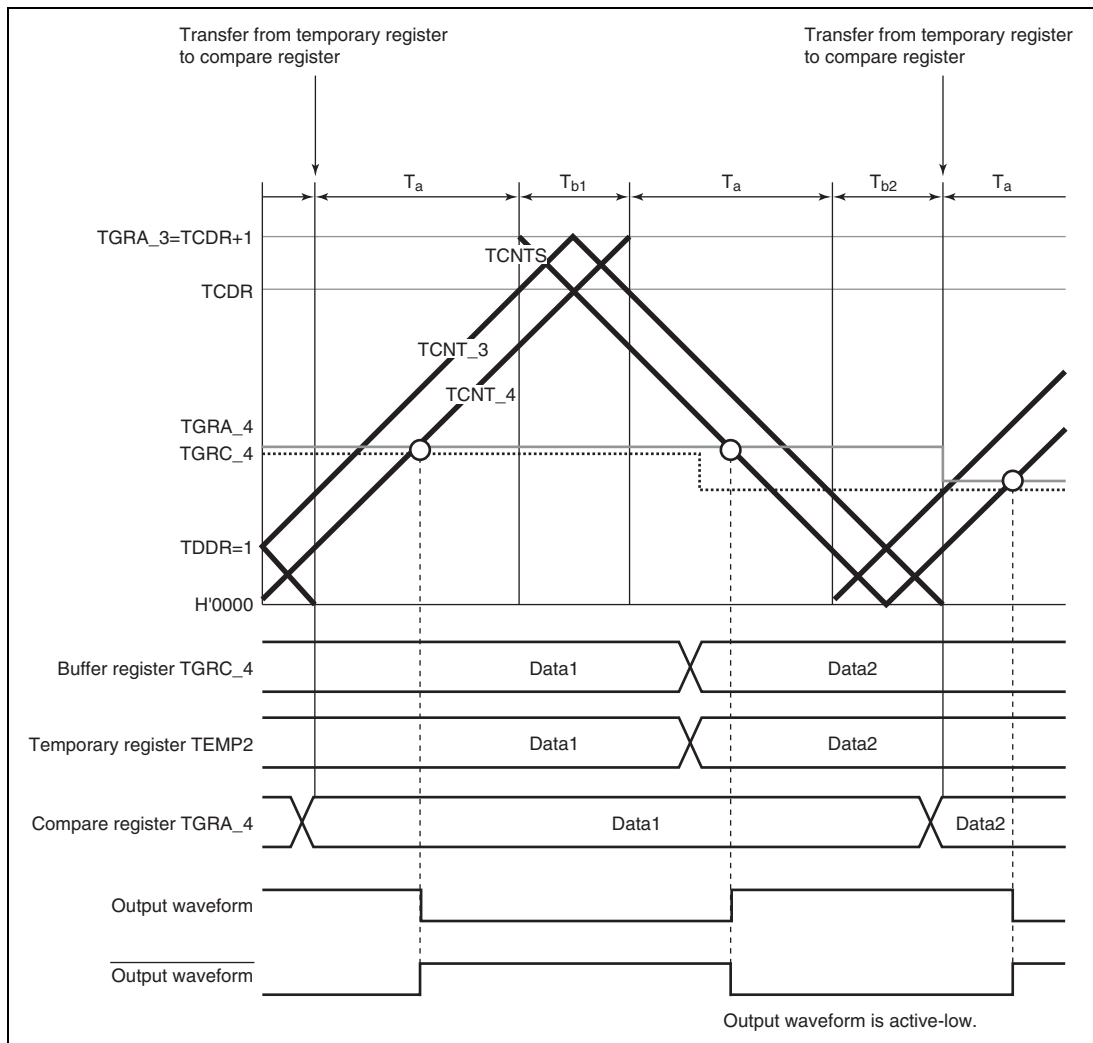 Transfer from temporary register
to compare register
Transfer from temporary register
to compare register
Ta
Tb1
Ta
Tb2
Ta
TGRA_3=TCDR+1
TCNTS
TCDR
TCNT_3
TCNT_4
TGRA_4
TGRC_4
TDDR=1
H'0000
Buffer register TGRC_4
Data1
Data2
Temporary register TEMP2
Data1
Data2
Compare register TGRA_4
Data1
Data2
Output waveform
Output waveform
Output waveform is active-low.